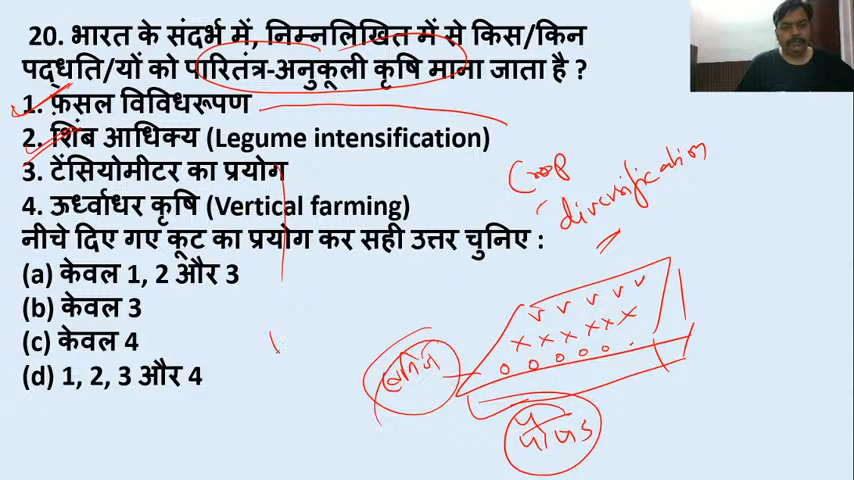 20. भारत के संदर्भ में, निम्नलिखित में से किस/किन
पद्धति/यों को पारितंत्र-अनुकूली कृषि माना जाता है ?
1. फ़सल विविधरूपण
2. शिंब आधिक्य (Legume intensification)
3. टेंसियोमीटर का प्रयोग
4. ऊर्ध्वाधर कृषि (Vertical farming)
नीचे दिए गए कूट का प्रयोग कर सही उत्तर चुनिए :
(a) केवल 1, 2 और 3
(b) केवल 3
(c) केवल 4
(d) 1, 2, 3 और 4
Crop
diversification